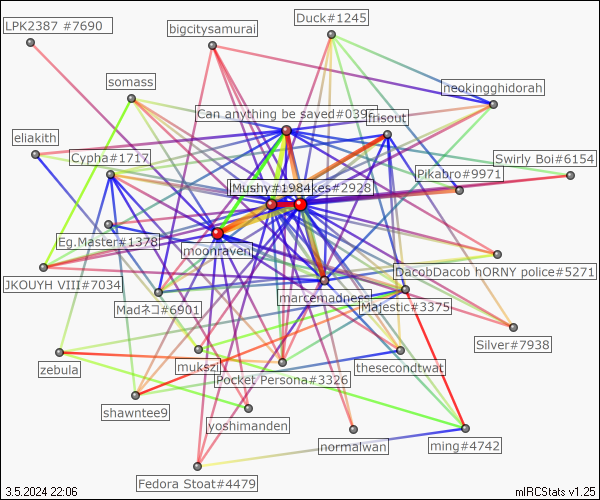 Duck#1245
LPK2387 #7690
bigcitysamurai
somass
neokingghidorah
Can anything be saved#039
frisout
eliakith
Cypha#1717
Swirly Boi#6154
Pikabro#9971
Mushy#1984
kes#2928
Eg.Master#1378
moonraven
DacobDacob hORNY police#5271
JKOUYH VIII#7034
marcemadness
Madネコ#6901
Majestic#3375
Silver#7938
zebula
mukszi
thesecondtwat
Pocket Persona#3326
shawntee9
yoshimanden
normalwan
ming#4742
Fedora Stoat#4479
3.5.2024 22:06
mIRCStats v1.25